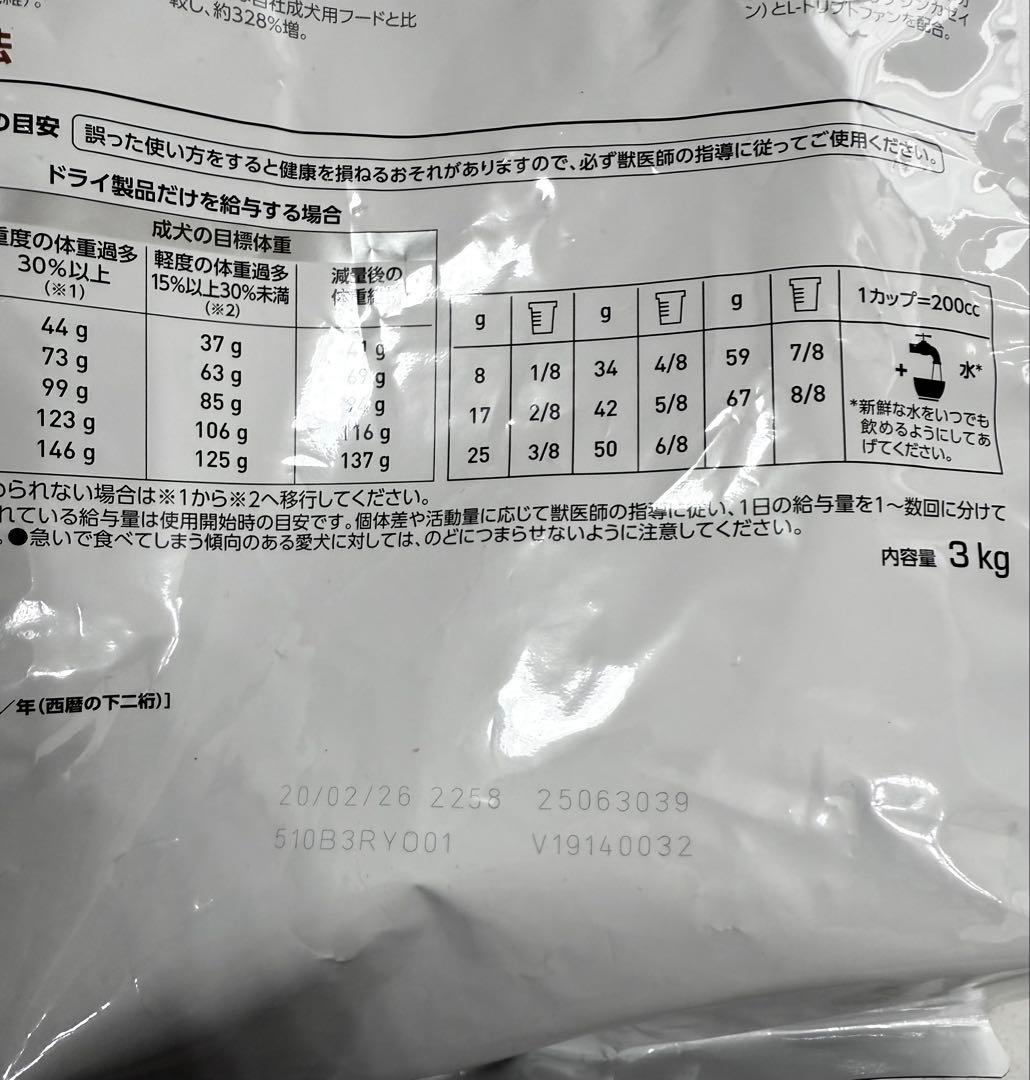 較し、約328%増。
自社成犬用フードと比
ン)とL-トリプトファンを配合。
の目安
誤った使い方をすると健康を損ねるおそれがありますので、必ず獣医師の指導に従ってご使用ください。
ドライ製品だけを給与する場合
成犬の目標体重
重度の体重過多 30%以上 (※1)
軽度の体重過多 15%以上30%未満 (※2)
減量後の
44 g 37 g
73 g 63 g 69 g
99 g 85 g
123 g 106 g 116 g
146 g 125 g 137 g
g g g 1カップ=200cc
8 1/8 34 4/8 59 7/8
17 2/8 42 5/8 67 8/8
25 3/8 50 6/8
+ 水*
*新鮮な水をいつでも
飲めるようにしてあ
げてください。
められない場合は※1から※2へ移行してください。
れている給与量は使用開始時の目安です。個体差や活動量に応じて獣医師の指導に従い、1日の給与量を1〜数回に分けて
。●急いで食べてしまう傾向のある愛犬に対しては、のどにつまらせないように注意してください。
内容量 3 kg
/年(西暦の下二桁)]
20/02/26 2258 25063039
510B3RYO01 V19140032